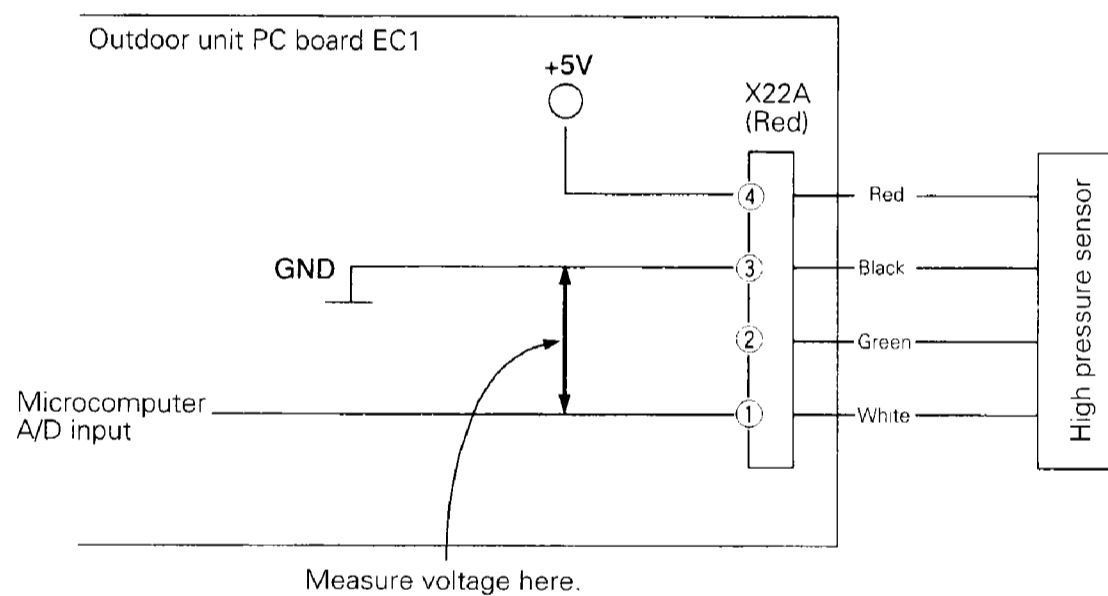 Outdoor unit PC board EC1
+5V
X22A
(Red)
④
Red
GND
③
Black
②
Green
Microcomputer
A/D input
①
White
High pressure sensor
Measure voltage here.